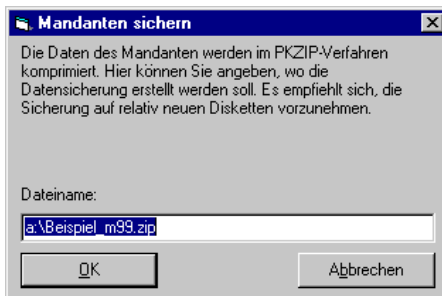 Mandanten sichern
Die Daten des Mandanten werden im PKZIP-Verfahren
komprimiert. Hier können Sie angeben, wo die
Datensicherung erstellt werden soll. Es empfiehlt sich, die
Sicherung auf relativ neuen Disketten vorzunehmen.
Dateiname:
a:\Beispiel_m99.zip
OK Abbrechen